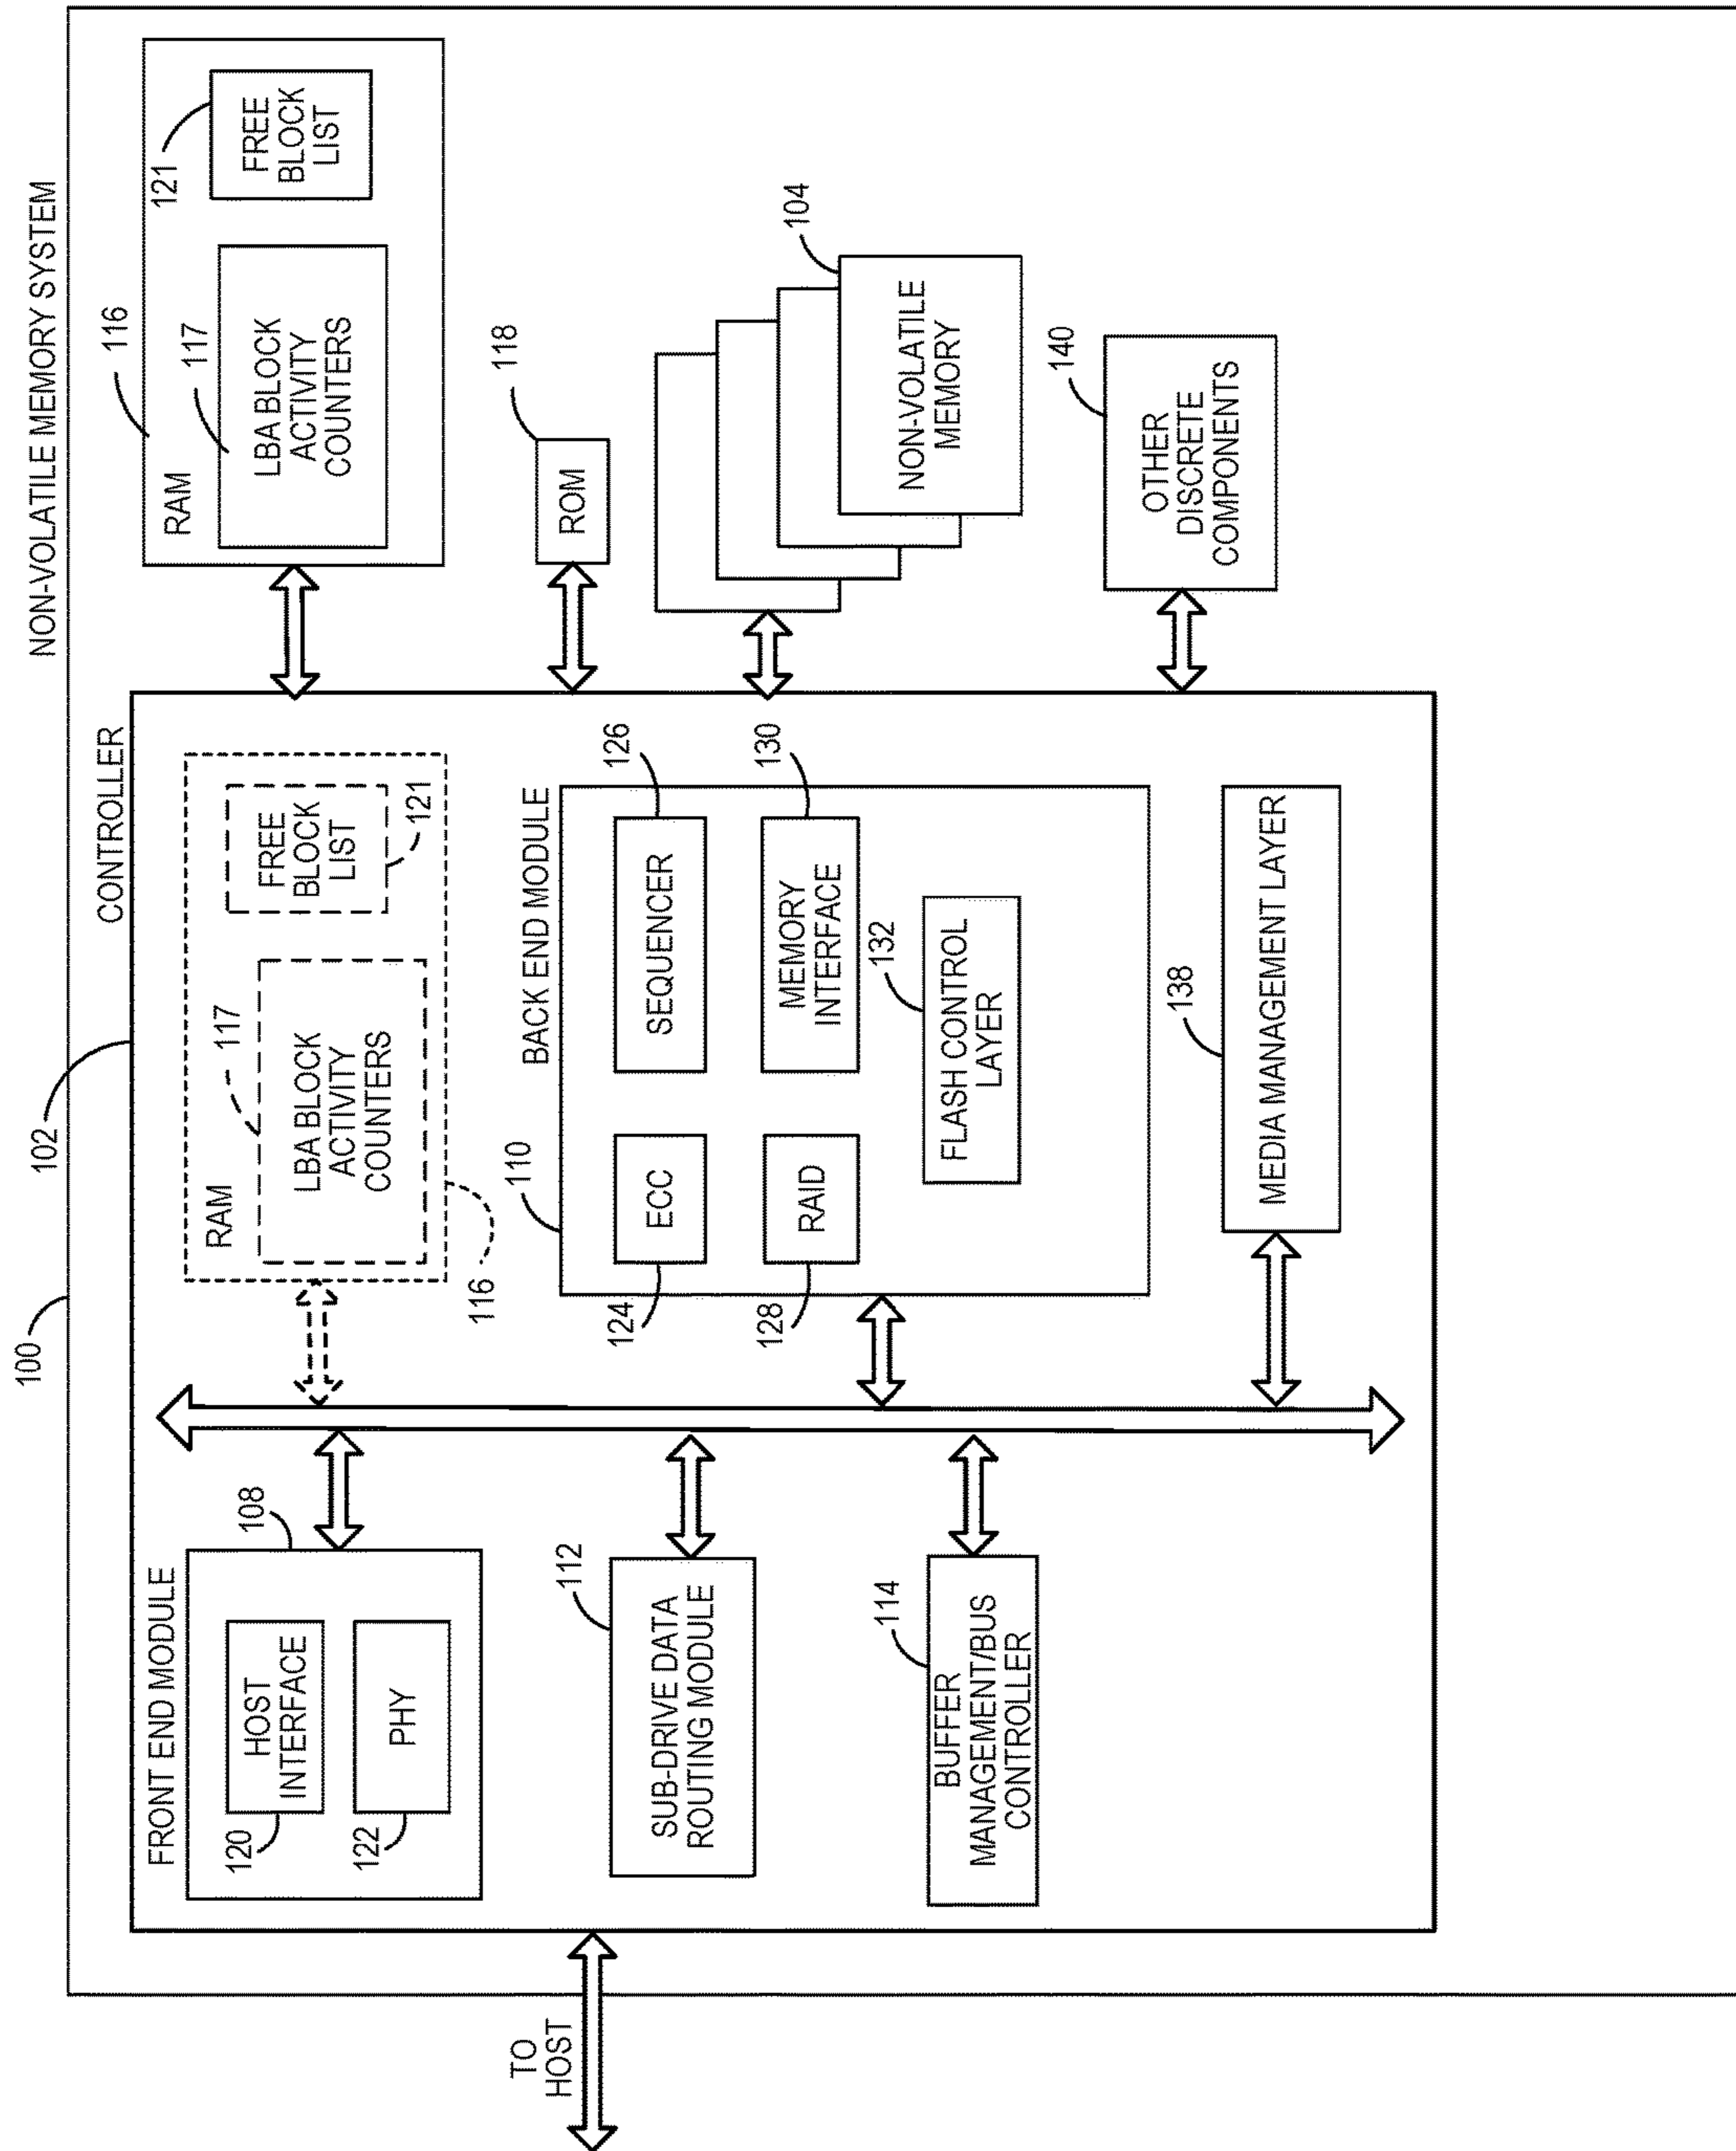 NON-VOLATILE MEMORY SYSTEM
100
102
CONTROLLER
TO
HOST
FRONT END MODULE
108
HOST
INTERFACE
120
PHY
122
SUB-DRIVE DATA
ROUTING MODULE
112
BUFFER
MANAGEMENT/BUS
CONTROLLER
114
RAM
116
117
LBA BLOCK
ACTIVITY
COUNTERS
FREE
BLOCK
LIST
121
BACK END MODULE
110
ECC
124
SEQUENCER
126
RAID
128
MEMORY
INTERFACE
130
FLASH CONTROL
LAYER
132
MEDIA MANAGEMENT LAYER
138
RAM
116
117
LBA BLOCK
ACTIVITY
COUNTERS
FREE
BLOCK
LIST
121
ROM
118
NON-VOLATILE
MEMORY
104
OTHER
DISCRETE
COMPONENTS
140